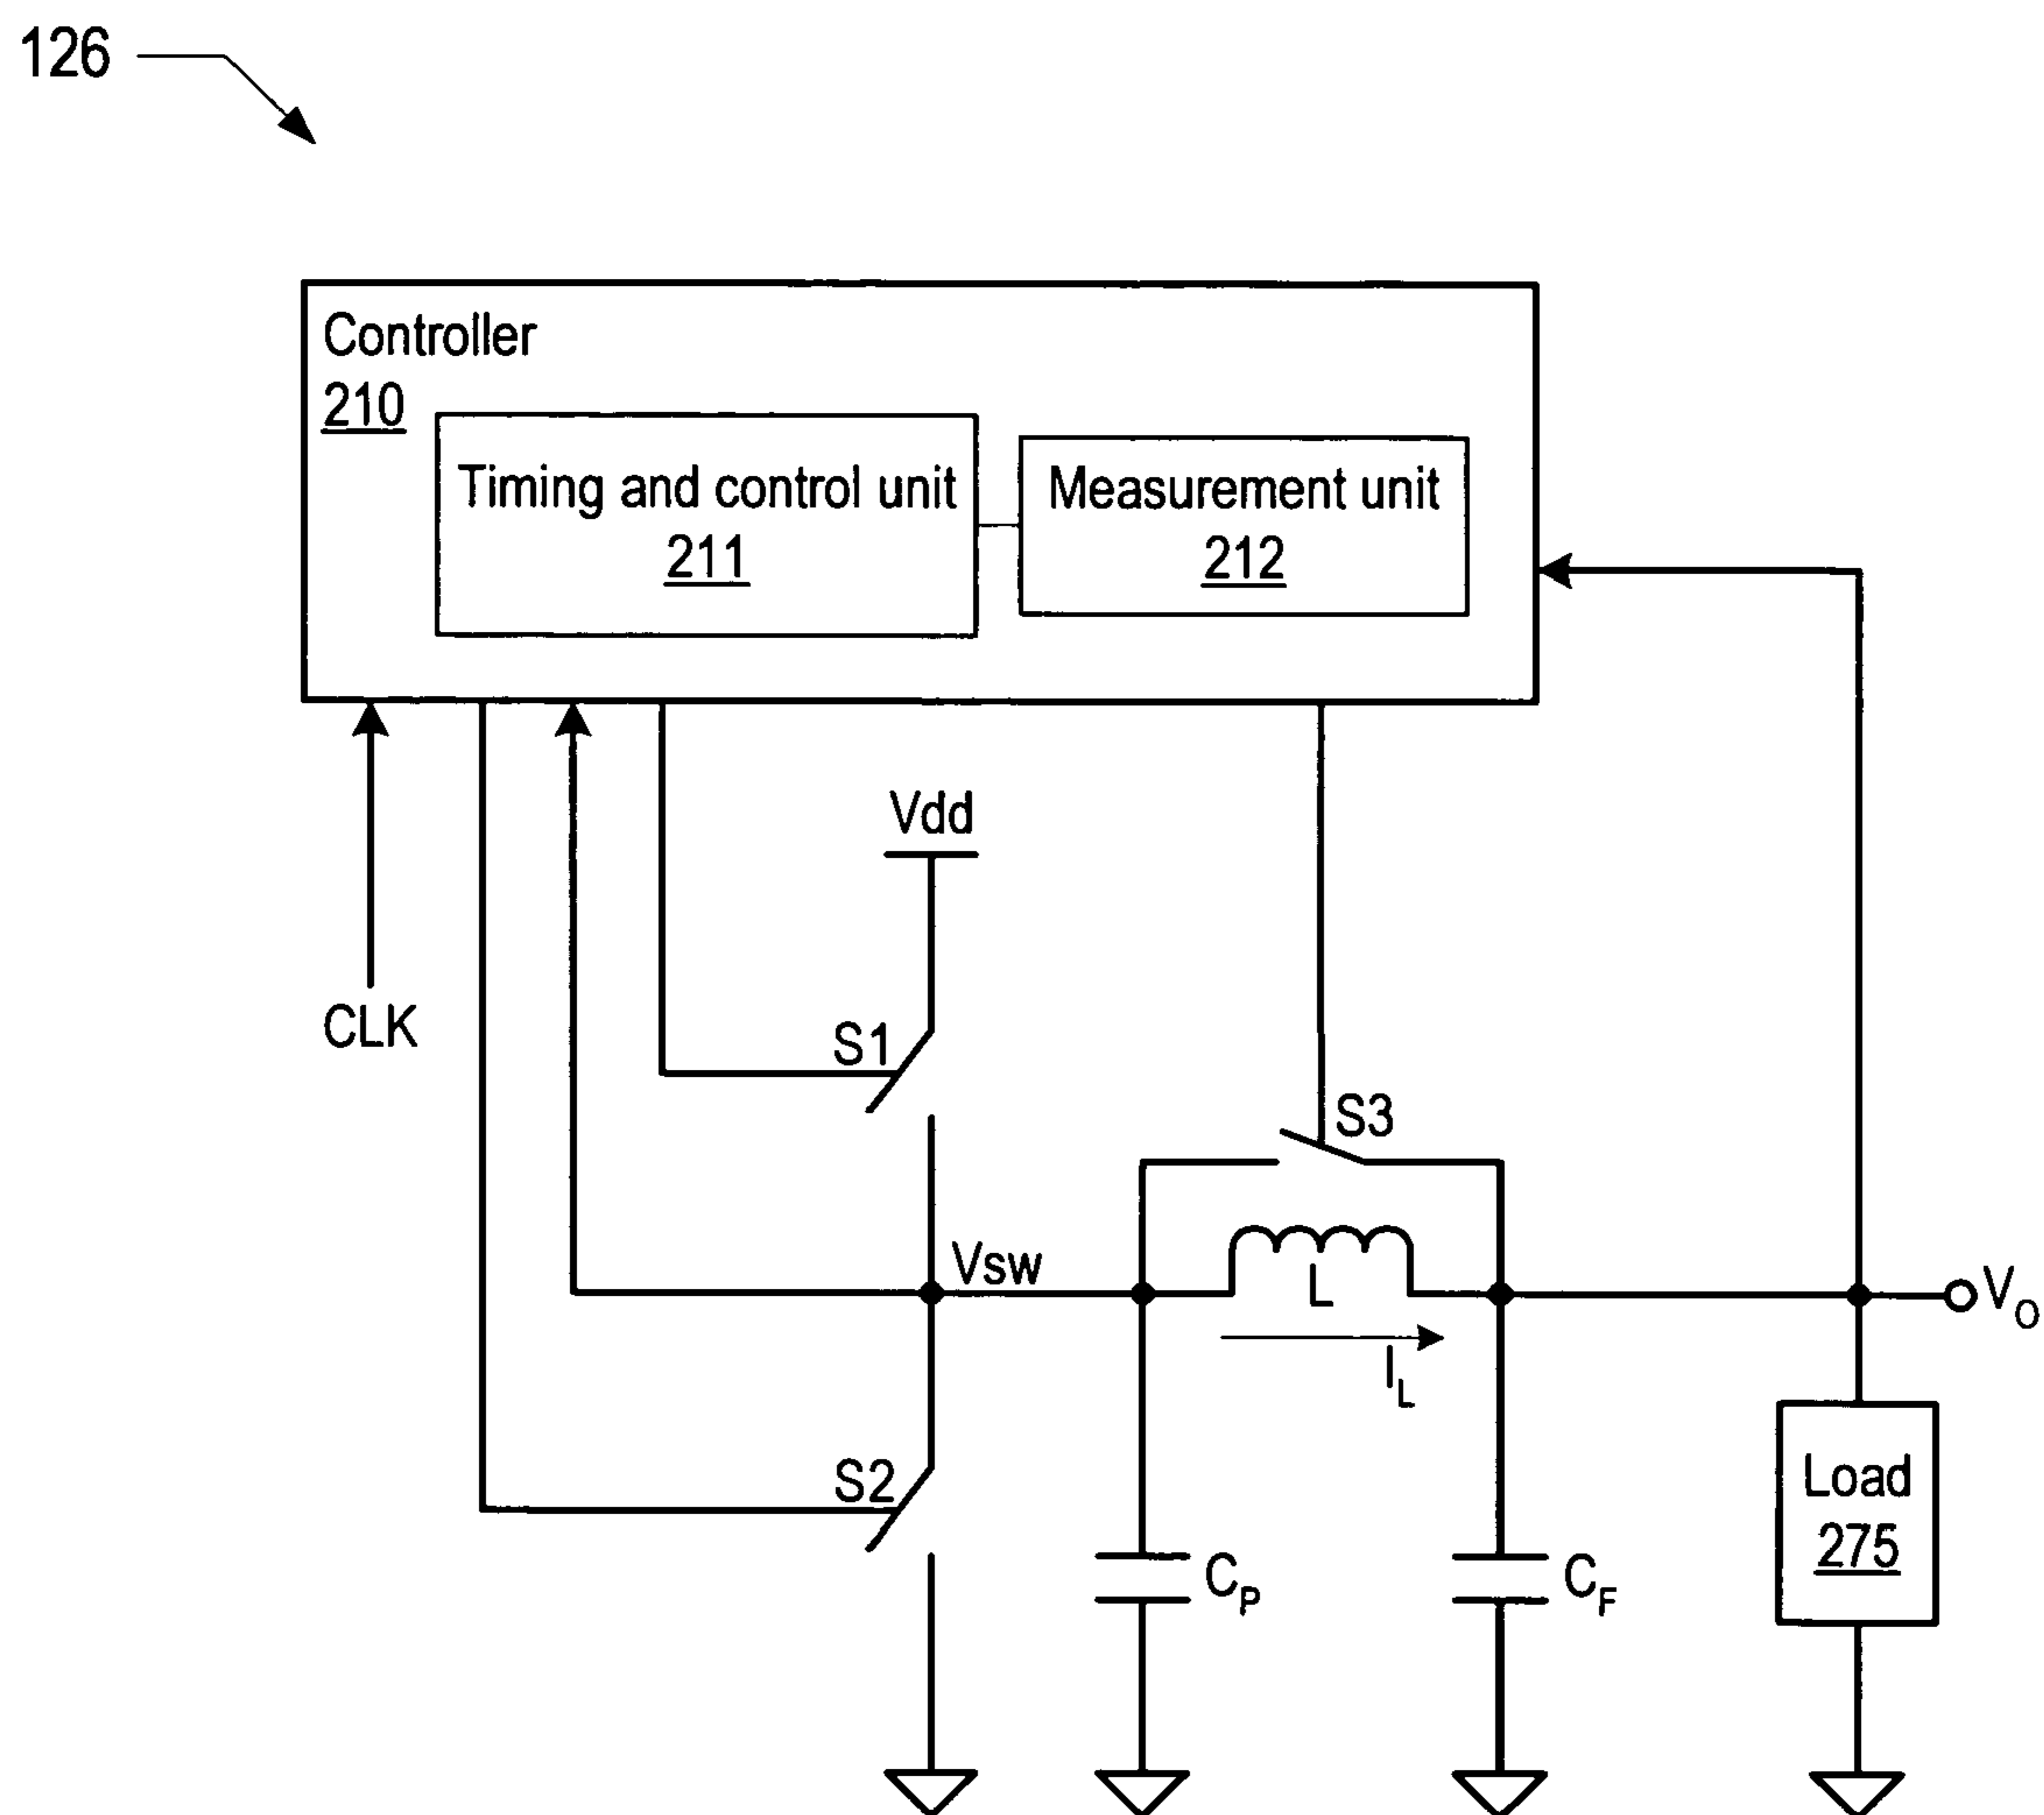 126
Controller
210
Timing and control unit
211
Measurement unit
212
Vdd
CLK
S1
S3
Vsw
L
V_O
I_L
S2
C_P
C_F
Load
275